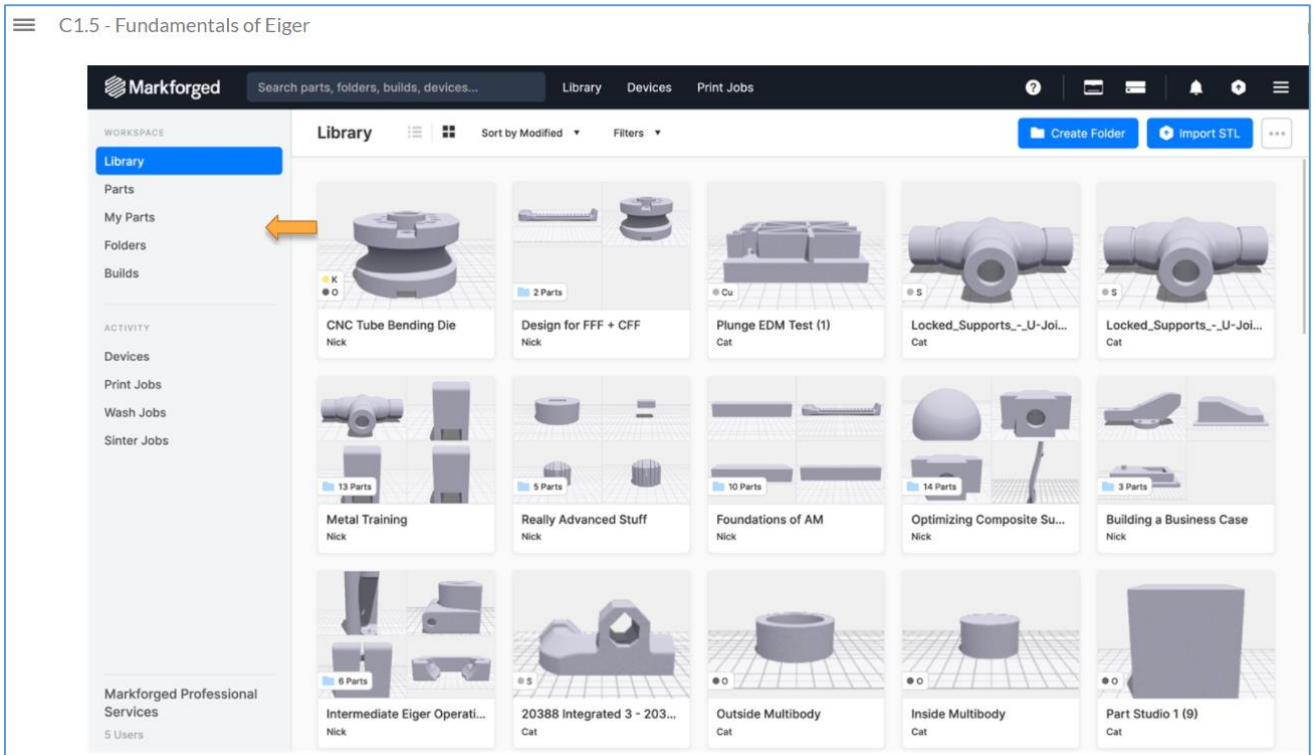 C1.5 - Fundamentals of Eiger
Markforged
Search parts, folders, builds, devices...
Library
Devices
Print Jobs
WORKSPACE
Library
Parts
My Parts
Folders
Builds
ACTIVITY
Devices
Print Jobs
Wash Jobs
Sinter Jobs
Markforged Professional
Services
5 Users
Library
Sort by Modified
Filters
Create Folder
Import STL
K
O
CNC Tube Bending Die
Nick
2 Parts
Design for FFF + CFF
Nick
Cu
Plunge EDM Test (1)
Cat
S
Locked_Supports_-_U-Joi...
Cat
S
Locked_Supports_-_U-Joi...
Cat
13 Parts
Metal Training
Nick
5 Parts
Really Advanced Stuff
Nick
10 Parts
Foundations of AM
Nick
14 Parts
Optimizing Composite Su...
Nick
3 Parts
Building a Business Case
Nick
6 Parts
Intermediate Eiger Operati...
Nick
S
20388 Integrated 3 - 203...
Cat
O
Outside Multibody
Cat
O
Inside Multibody
Cat
O
Part Studio 1 (9)
Cat